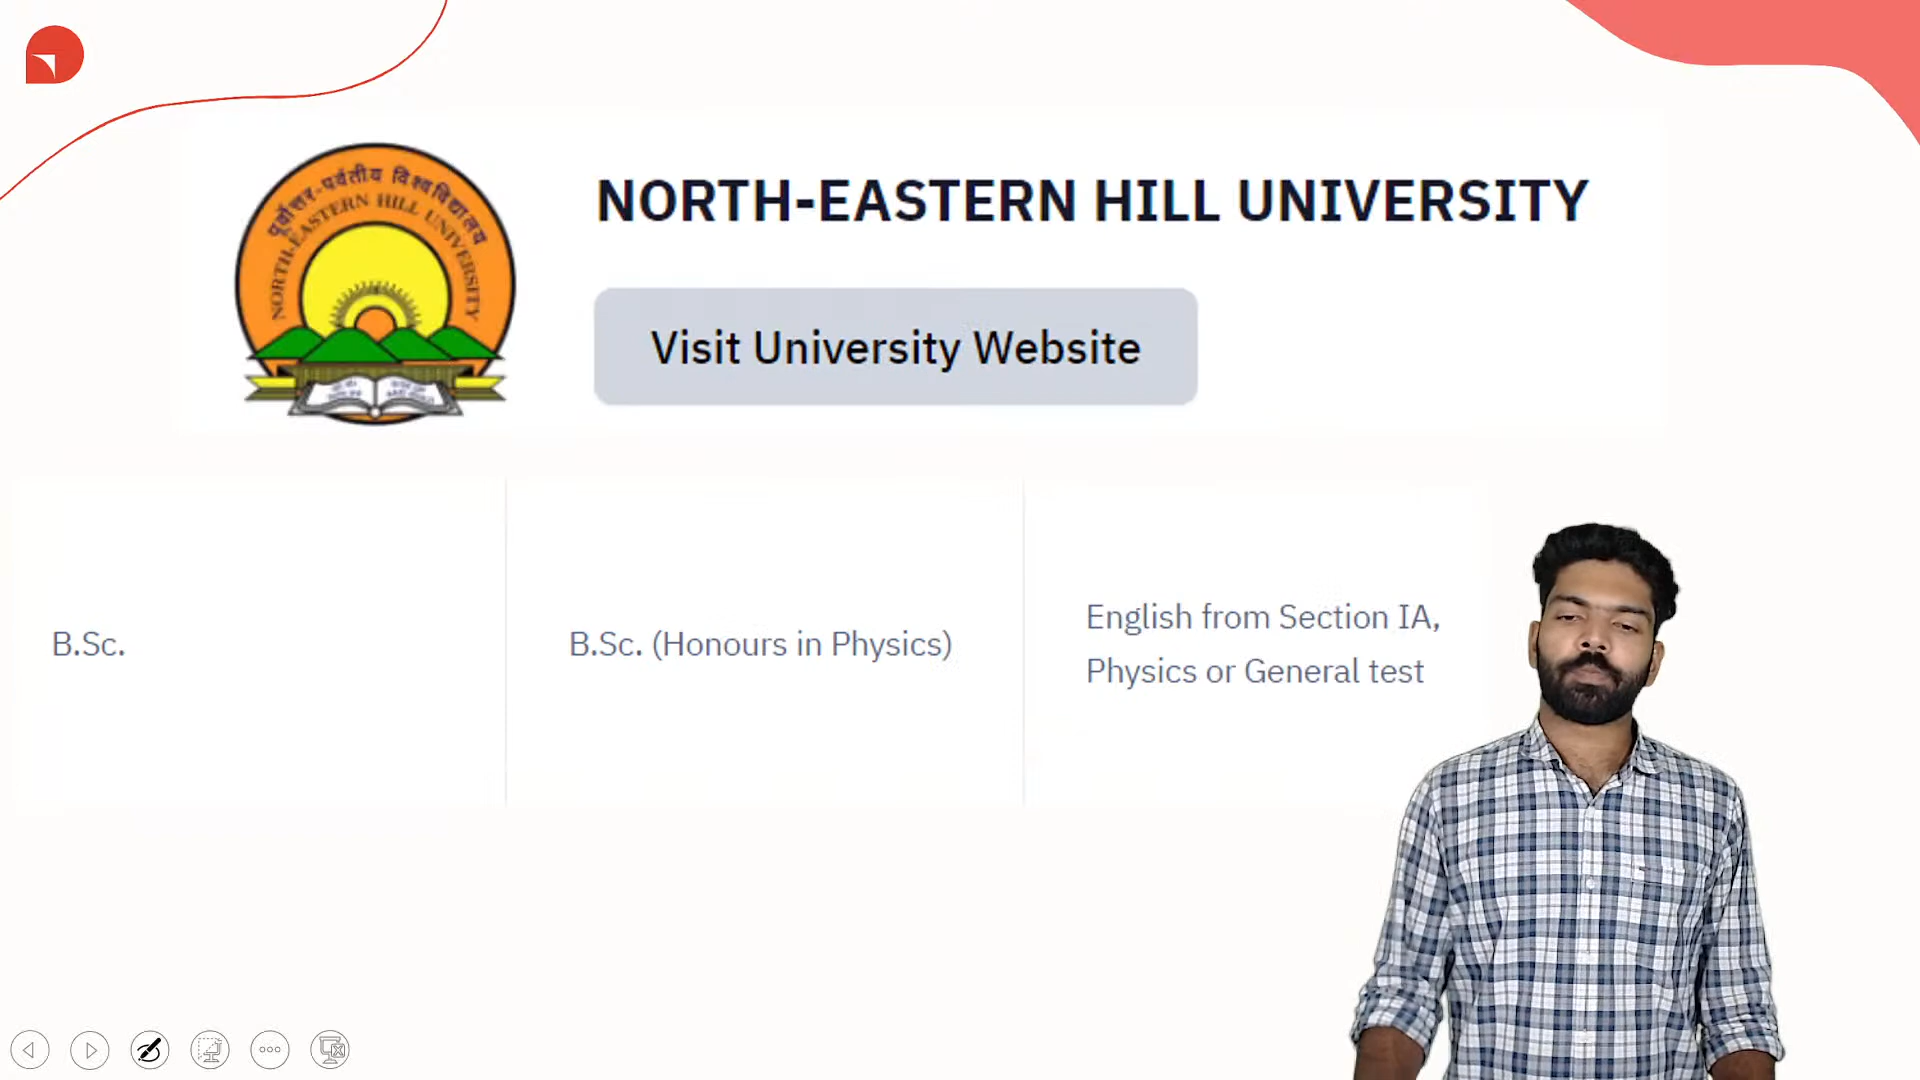 पूर्वोत्तर-पर्वतीय विश्वविद्यालय
NORTH-EASTERN HILL UNIVERSITY
NORTH-EASTERN HILL UNIVERSITY
Visit University Website
B.Sc.
B.Sc. (Honours in Physics)
English from Section IA,
Physics or General test